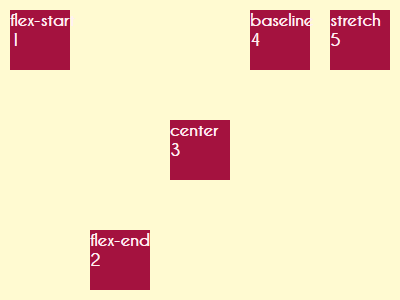 flex-star
1
baseline
4
stretch
5
center
3
flex-end
2